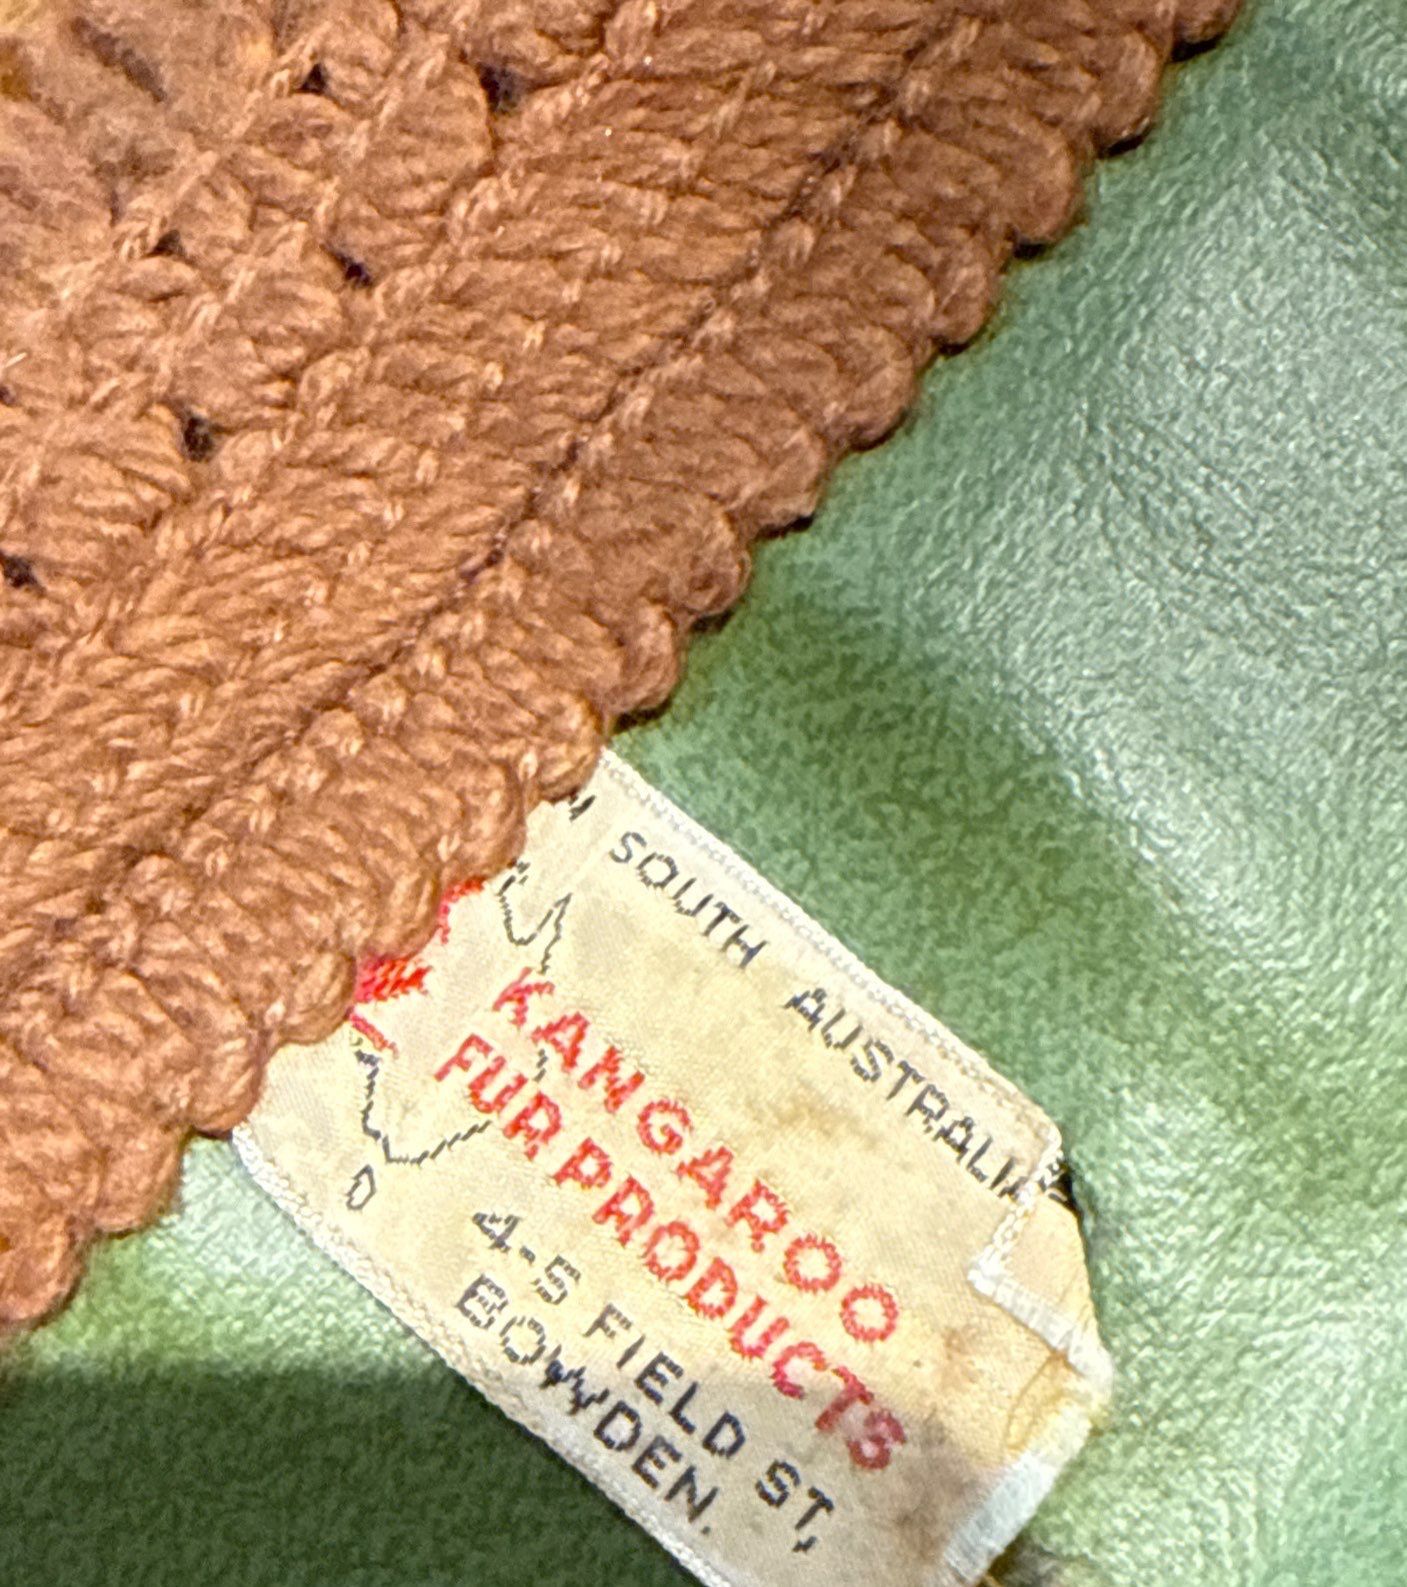 SOUTH AUSTRALIA
KANGAROO
FUR PRODUCTS
4-5 FIELD ST,
BOWDEN.